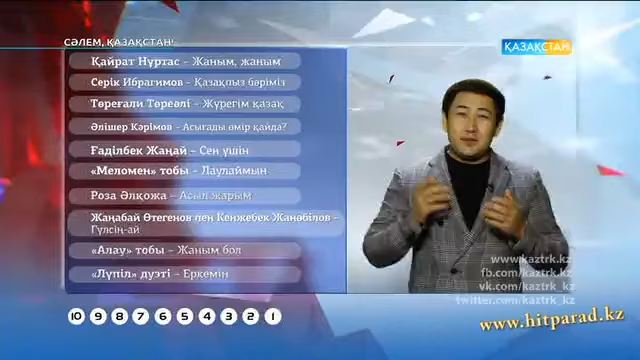 СӘЛЕМ, ҚАЗАҚСТАН!
ҚАЗАҚСТАН
Қайрат Нұртас – Жаным, жаным
Серік Ибрагимов – Қазақпыз бәріміз
Төреғали Төреәлі – Жүрегім қазақ
Әлішер Кәрімов – Асығады өмір қайда?
Ғаділбек Жаңай – Сен үшін
«Меломен» тобы – Лаулаймын
Роза Әлқожа – Асыл жарым
Жаңабай Өтегенов пен Кенжебек Жанәбілов –
Гүлсің-ай
«Алау» тобы – Жаным бол
«Лүпіл» дуэті – Еркемін
www.kaztrk.kz
fb.com/kaztrk.kz
vk.com/kaztrk_kz
twitter.com/kaztrk_kz
10 9 8 7 6 5 4 3 2 1
www.hitparad.kz